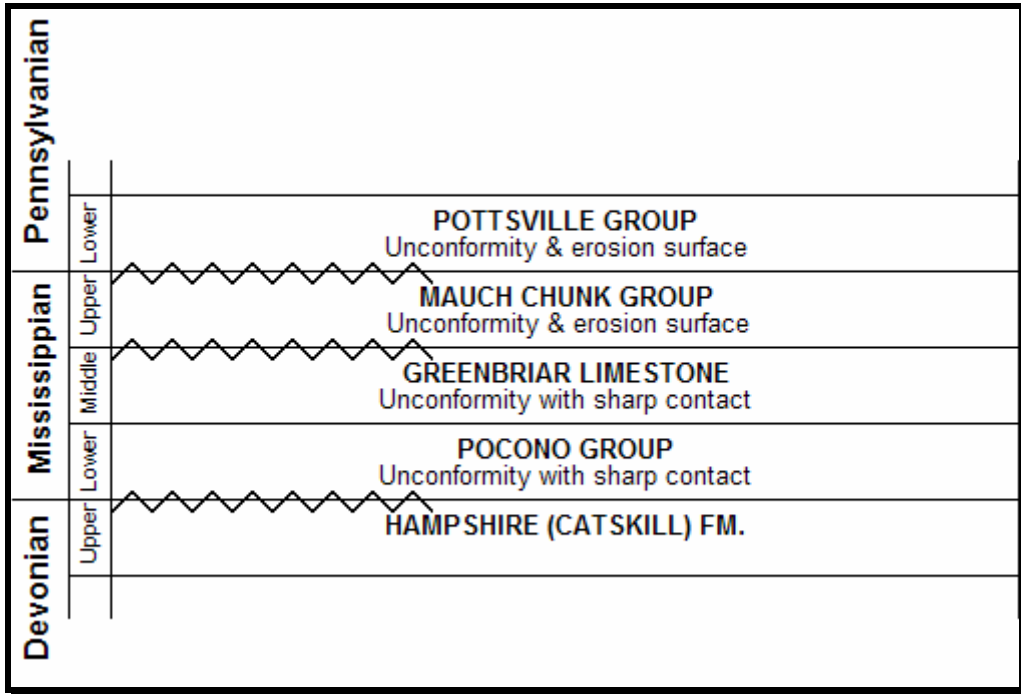 Pennsylvanian
Lower
POTTSVILLE GROUP
Unconformity & erosion surface
Mississippian
Upper
MAUCH CHUNK GROUP
Unconformity & erosion surface
Middle
GREENBRIAR LIMESTONE
Unconformity with sharp contact
Lower
POCONO GROUP
Unconformity with sharp contact
Devonian
Upper
HAMPSHIRE (CATSKILL) FM.